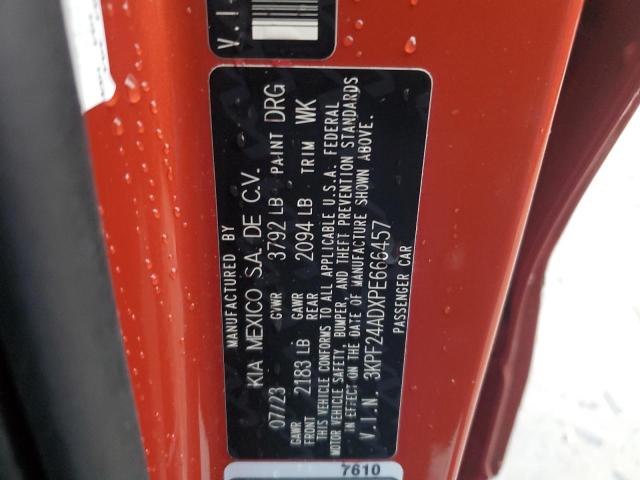 V.I.
MANUFACTURED BY
KIA MEXICO S.A. DE C.V.
07/23 GVWR 3792 LB PAINT DRG
GAWR FRONT 2183 LB GAWR REAR 2094 LB TRIM WK
THIS VEHICLE CONFORMS TO ALL APPLICABLE U.S.A. FEDERAL
MOTOR VEHICLE SAFETY, BUMPER, AND THEFT PREVENTION STANDARDS
IN EFFECT ON THE DATE OF MANUFACTURE SHOWN ABOVE.
V.I.N. 3KPF24ADXPE666457
PASSENGER CAR
7610